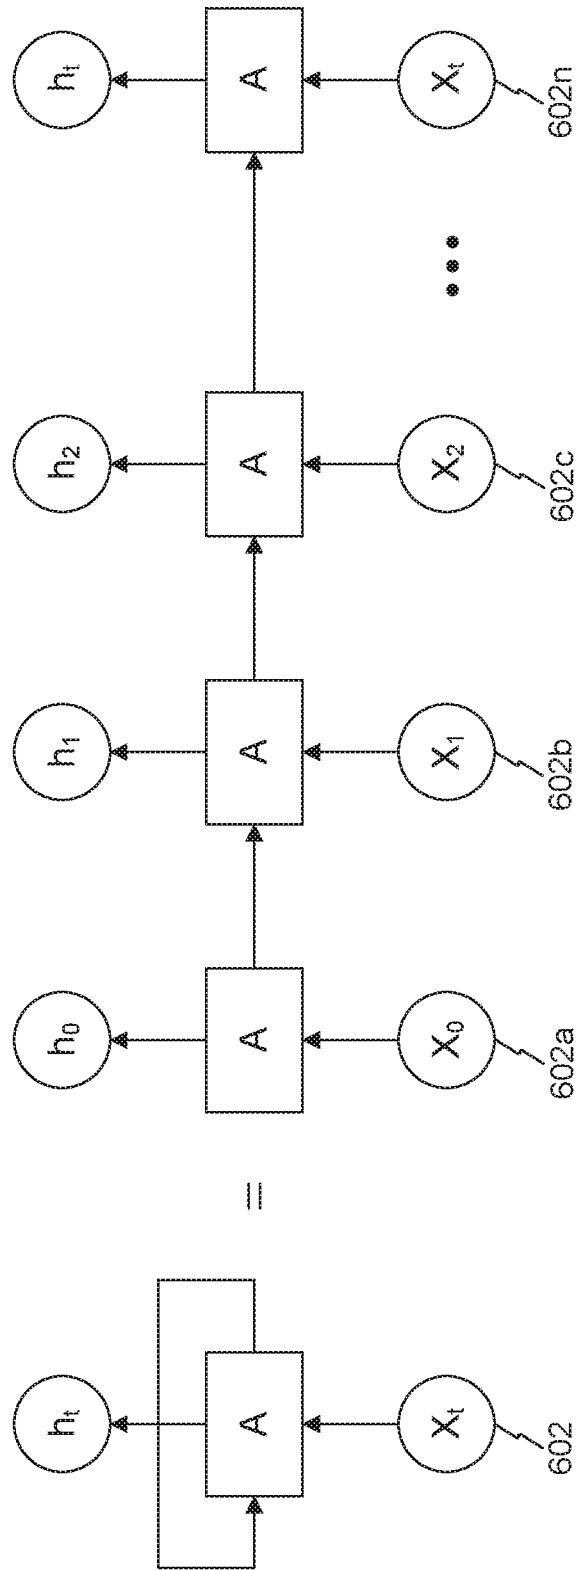 hₜ hₜ
= h₀ h₁ h₂
A A A A A
Xₜ X₀ X₁ X₂ ••• Xₜ
602 602a 602b 602c 602n